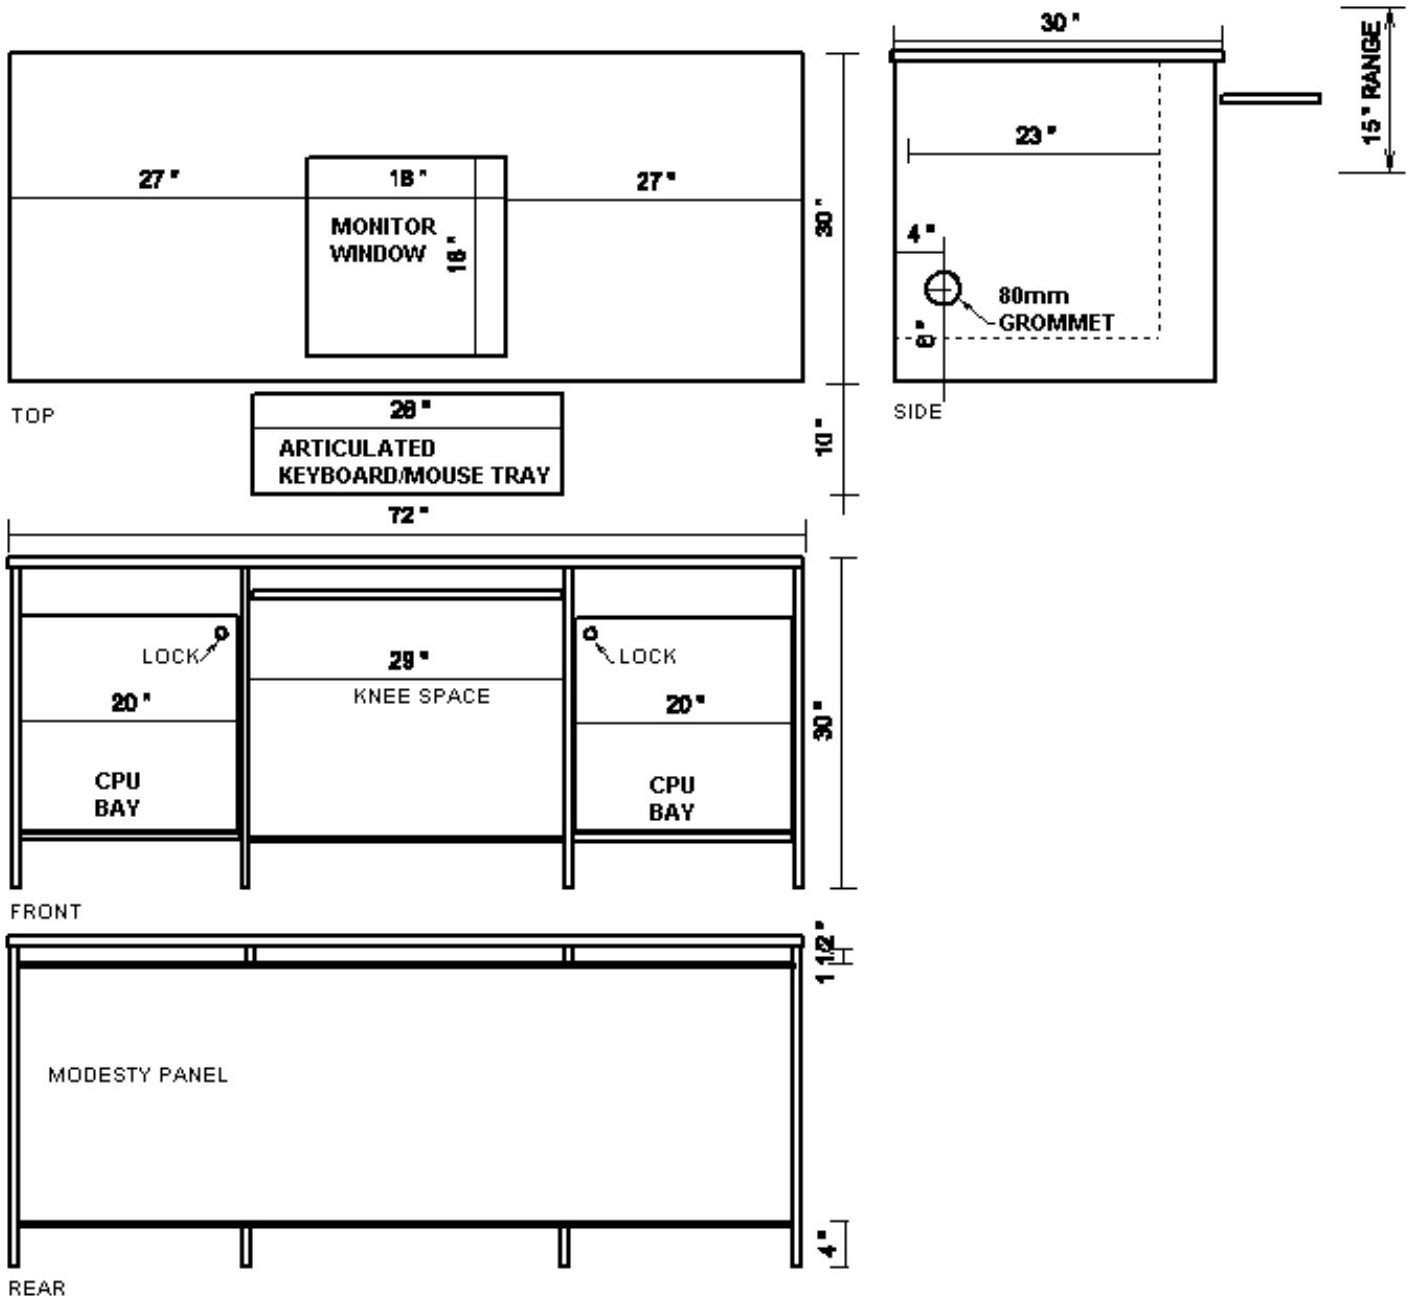 30 "
15 " RANGE
27 "
18 "
27 "
MONITOR
WINDOW
18 "
30 "
23 "
4 "
80mm
GROMMET
6 "
TOP
SIDE
28 "
ARTICULATED
KEYBOARD/MOUSE TRAY
10 "
72 "
LOCK
29 "
LOCK
KNEE SPACE
20 "
20 "
30 "
CPU
BAY
CPU
BAY
FRONT
1 1/2 "
MODESTY PANEL
4 "
REAR